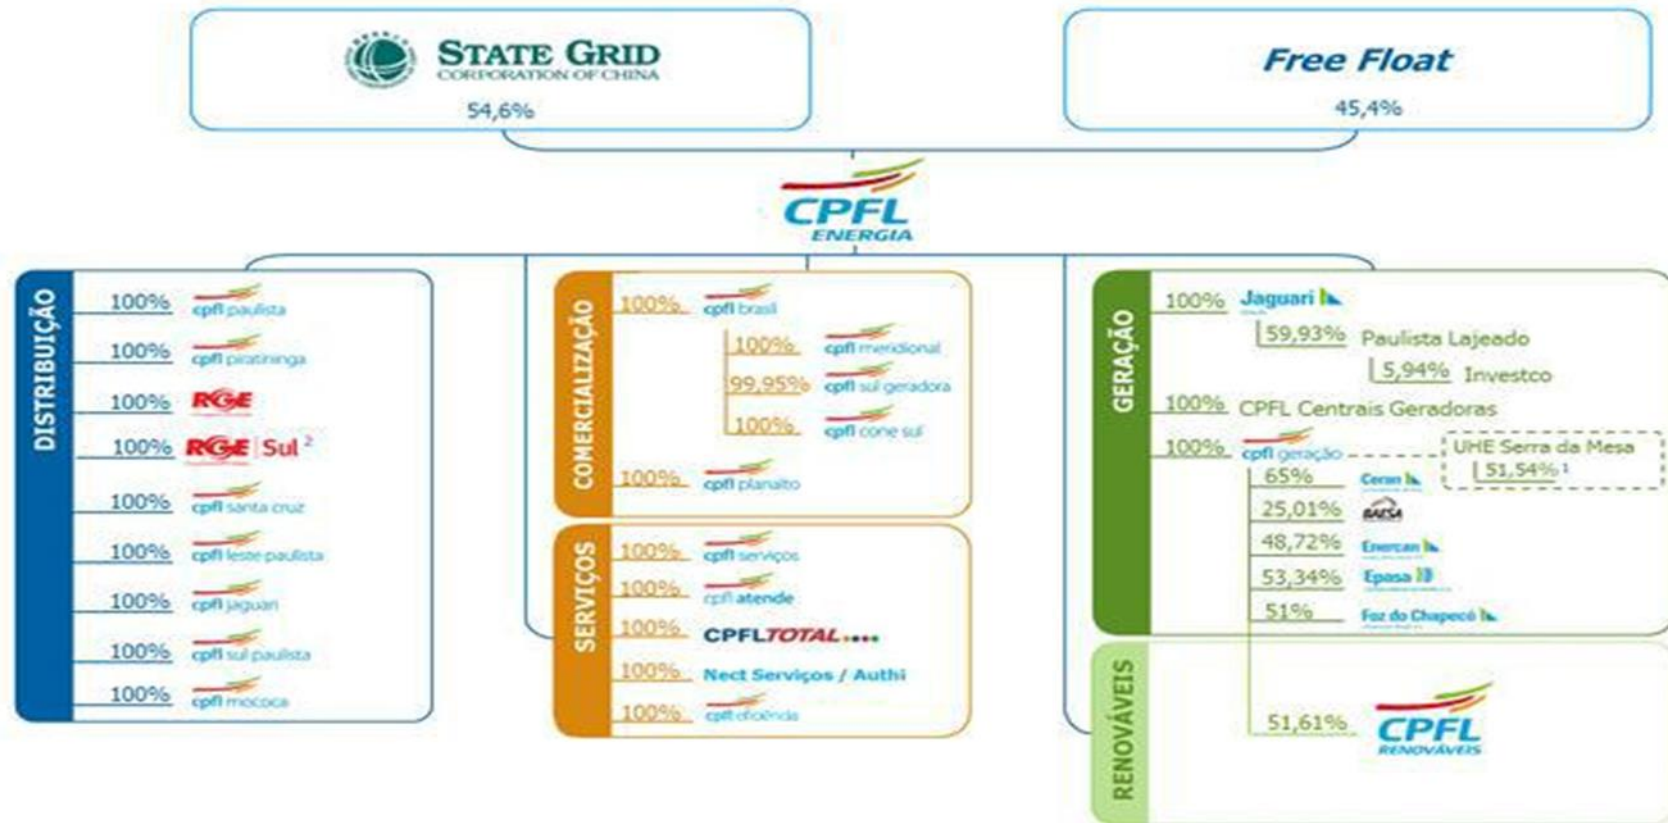 STATE GRID
CORPORATION OF CHINA
54,6%
Free Float
45,4%
CPFL
ENERGIA
DISTRIBUIÇÃO
100% cpfl paulista
100% cpfl piratininga
100% RGE
100% RGE Sul 2
100% cpfl santa cruz
100% cpfl leste paulista
100% cpfl jaguari
100% cpfl sul paulista
100% cpfl mococa
COMERCIALIZAÇÃO
100% cpfl brasil
100% cpfl meridional
99,95% cpfl sul geradora
100% cpfl cone sul
100% cpfl planalto
SERVIÇOS
100% cpfl serviços
100% cpfl atende
100% CPFL TOTAL
100% Nect Serviços / Authi
100% cpfl eficiência
GERAÇÃO
100% Jaguari
59,93% Paulista Lajeado
5,94% Investco
100% CPFL Centrais Geradoras
100% cpfl geração
UHE Serra da Mesa
51,54% 1
65% Ceran
25,01% BAESA
48,72% Enercan
53,34% Epasa
51% Foz do Chapecó
RENOVÁVEIS
51,61% CPFL
RENOVÁVEIS